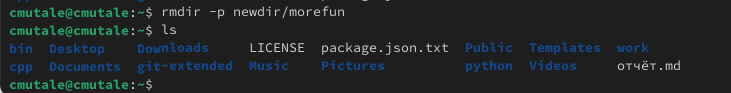 cmutale@cmutale:~$ rmdir -p newdir/morefun
cmutale@cmutale:~$ ls
bin Desktop Downloads LICENSE package.json.txt Public Templates work
cpp Documents git-extended Music Pictures python Videos отчёт.md
cmutale@cmutale:~$